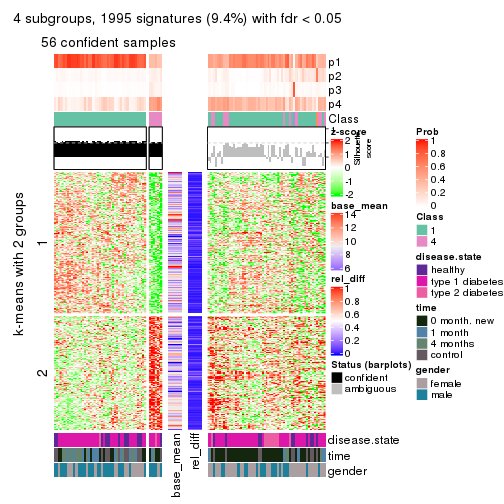 4 subgroups, 1995 signatures (9.4%) with fdr < 0.05
56 confident samples
p1
p2
p3
p4
Class
z-score
2
1
0
-1
-2
Silhouette
score
base_mean
14
12
10
8
6
rel_diff
1
0.8
0.6
0.4
0.2
0
Status (barplots)
confident
ambiguous
Prob
1
0.8
0.6
0.4
0.2
0
Class
4
disease.state
healthy
type 1 diabetes
type 2 diabetes
time
0 month. new
1 month
4 months
control
gender
female
male
k-means with 2 groups
1
2
disease.state
time
gender
base_mean
rel_diff